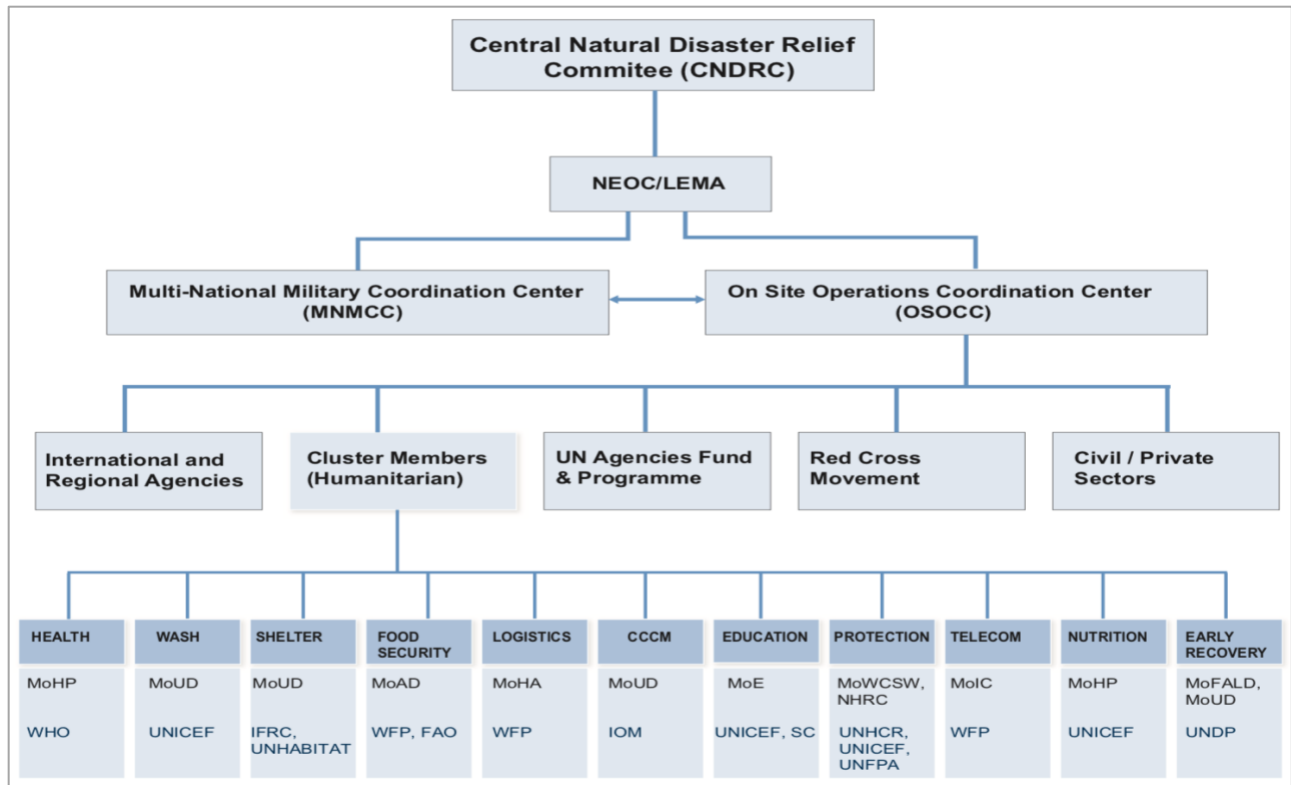 Central Natural Disaster Relief
Commitee (CNDRC)
NEOC/LEMA
Multi-National Military Coordination Center
(MNMCC)
On Site Operations Coordination Center
(OSOCC)
International and
Regional Agencies
Cluster Members
(Humanitarian)
UN Agencies Fund
& Programme
Red Cross
Movement
Civil / Private
Sectors
HEALTH
MoHP
WHO
WASH
MoUD
UNICEF
SHELTER
MoUD
IFRC,
UNHABITAT
FOOD
SECURITY
MoAD
WFP, FAO
LOGISTICS
MoHA
WFP
CCCM
MoUD
IOM
EDUCATION
MoE
UNICEF, SC
PROTECTION
MoWCSW,
NHRC
UNHCR,
UNICEF,
UNFPA
TELECOM
MoIC
WFP
NUTRITION
MoHP
UNICEF
EARLY
RECOVERY
MoFALD,
MoUD
UNDP